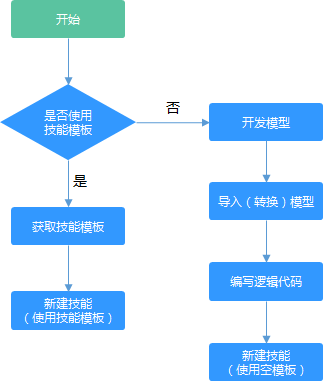 开始
是否使用
技能模板
否
开发模型
是
导入（转换）模型
获取技能模板
编写逻辑代码
新建技能
（使用技能模板）
新建技能
（使用空模板）